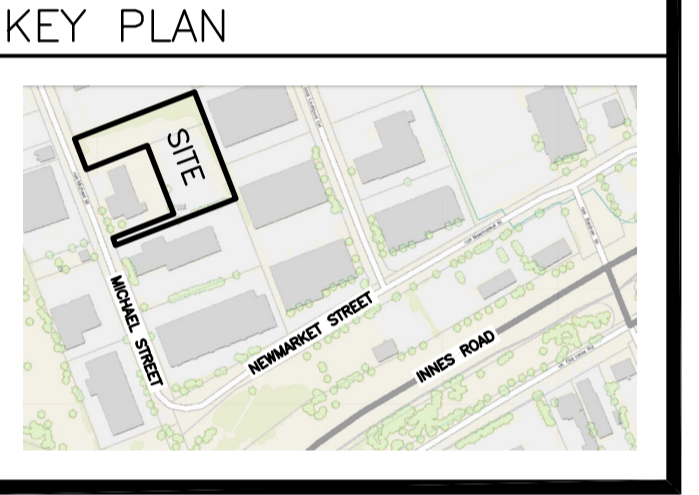 KEY PLAN
SITE
MICHAEL STREET
NEWMARKET STREET
INNES ROAD